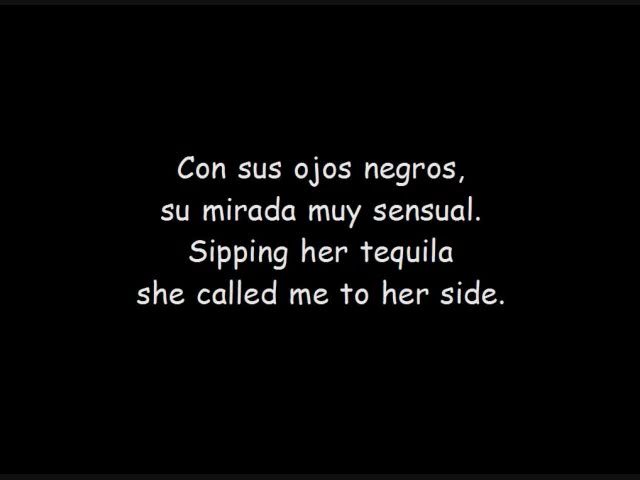 Con sus ojos negros,
su mirada muy sensual.
Sipping her tequila
she called me to her side.